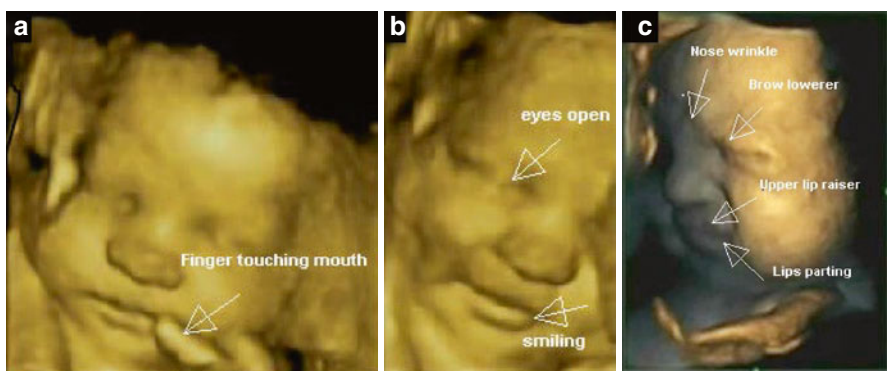 a
Finger touching mouth
b
eyes open
smiling
c
Nose wrinkle
Brow lowerer
Upper lip raiser
Lips parting